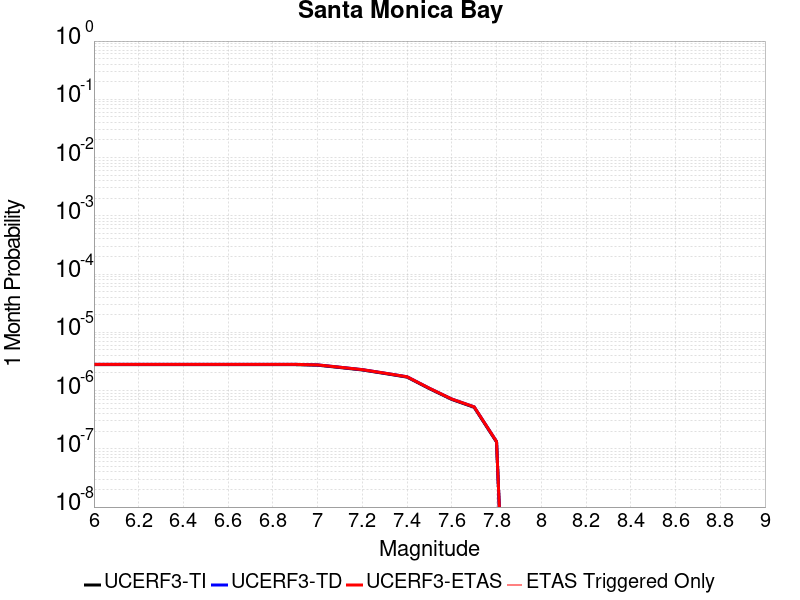 Santa Monica Bay
10^0
10^-1
10^-2
10^-3
10^-4
10^-5
10^-6
10^-7
10^-8
1 Month Probability
6 6.2 6.4 6.6 6.8 7 7.2 7.4 7.6 7.8 8 8.2 8.4 8.6 8.8 9
Magnitude
UCERF3-TI UCERF3-TD UCERF3-ETAS ETAS Triggered Only